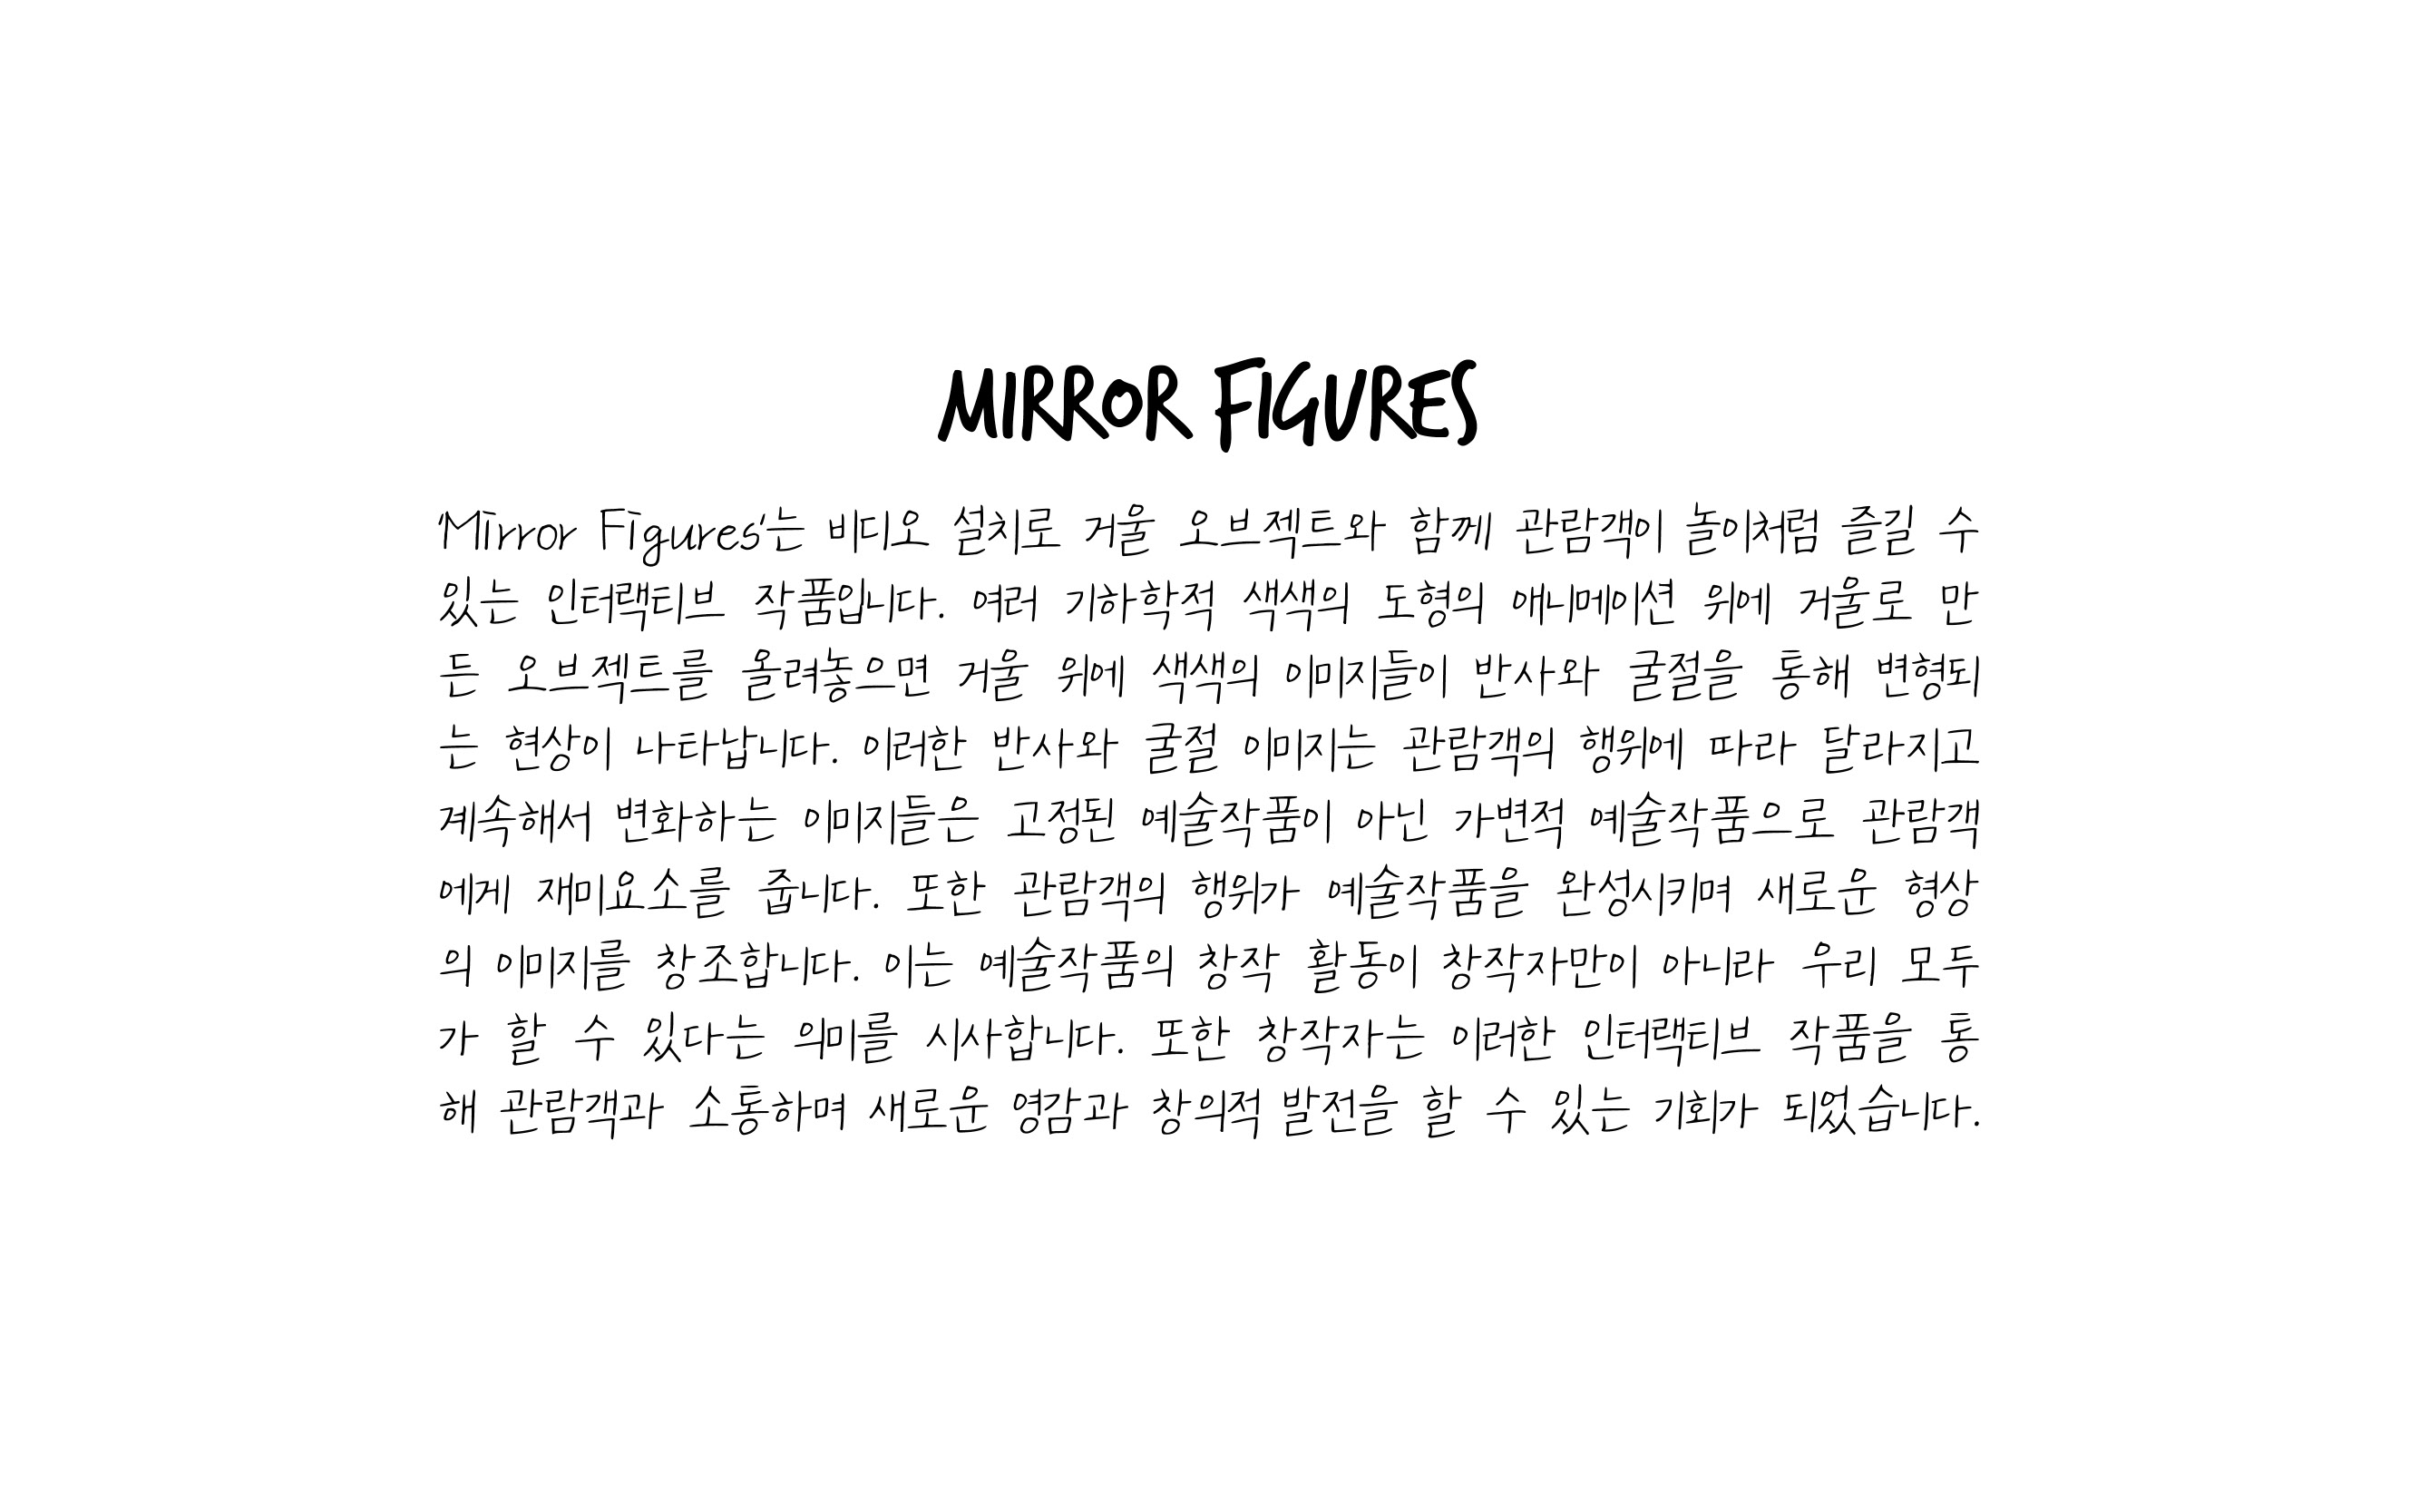 MIRROR FIGURES
'Mirror Figures'는 비디오 설치로 거울 오브젝트와 함께 관람객이 놀이처럼 즐길 수
있는 인터랙티브 작품입니다. 여러 기하학적 색색의 도형의 애니메이션 위에 거울로 만
든 오브젝트를 올려놓으면 거울 위에 색색의 이미지들이 반사와 굴절을 통해 변형되
는 현상이 나타납니다. 이러한 반사와 굴절 이미지는 관람객의 행위에 따라 달라지고
계속해서 변화하는 이미지들은 고정된 예술작품이 아닌 가변적 예술작품으로 관람객
에게 재미요소를 줍니다. 또한 관람객의 행위가 예술작품을 완성시키며 새로운 형상
의 이미지를 창조합니다. 이는 예술작품의 창작 활동이 창작자만이 아니라 우리 모두
가 할 수 있다는 의미를 시사합니다. 또한 창작자는 이러한 인터랙티브 작품을 통
해 관람객과 소통하며 새로운 영감과 창의적 발전을 할 수 있는 기회가 되었습니다.